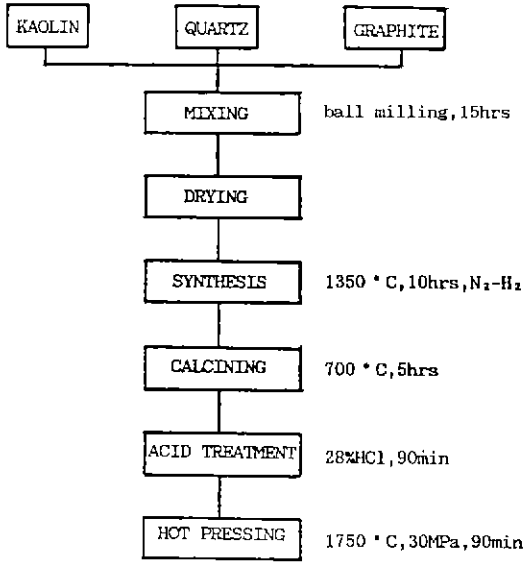 KAOLIN QUARTZ GRAPHITE
MIXING ball milling,15hrs
DRYING
SYNTHESIS 1350 °C,10hrs,N₂-H₂
CALCINING 700 °C,5hrs
ACID TREATMENT 28%HCl,90min
HOT PRESSING 1750 °C,30MPa,90min